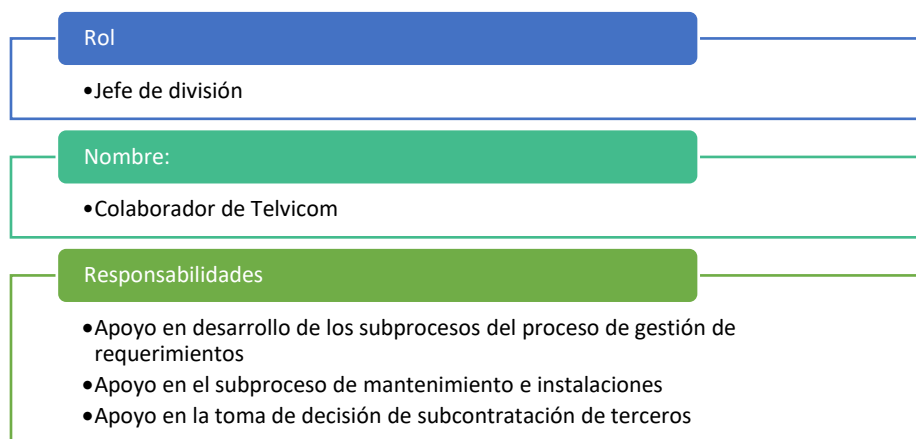 Rol
•Jefe de división
Nombre:
•Colaborador de Telvicom
Responsabilidades
•Apoyo en desarrollo de los subprocesos del proceso de gestión de
requerimientos
•Apoyo en el subproceso de mantenimiento e instalaciones
•Apoyo en la toma de decisión de subcontratación de terceros